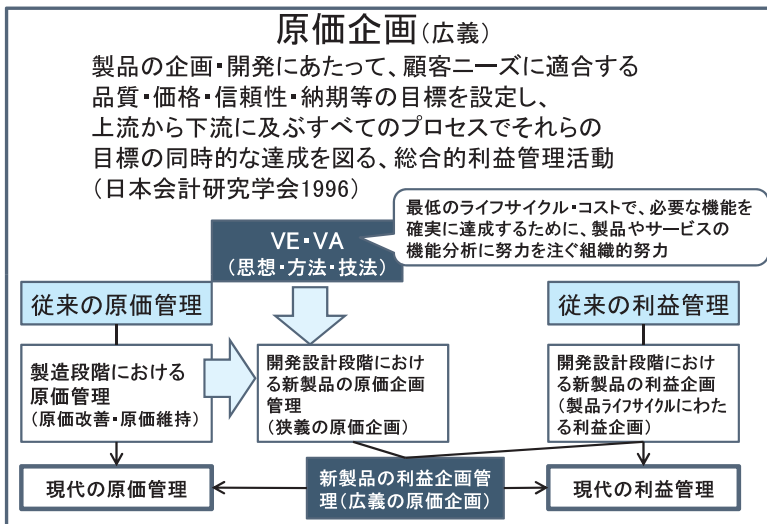 原価企画(広義)
製品の企画・開発にあたって、顧客ニーズに適合する
品質・価格・信頼性・納期等の目標を設定し、
上流から下流に及ぶすべてのプロセスでそれらの
目標の同時的な達成を図る、総合的利益管理活動
(日本会計研究学会1996)
最低のライフサイクル・コストで、必要な機能を
確実に達成するために、製品やサービスの
機能分析に努力を注ぐ組織的努力
VE・VA
(思想・方法・技法)
従来の原価管理
従来の利益管理
製造段階における
原価管理
(原価改善・原価維持)
開発設計段階におけ
る新製品の原価企画
管理
(狭義の原価企画)
開発設計段階におけ
る新製品の利益企画
(製品ライフサイクルにわた
る利益企画)
現代の原価管理
新製品の利益企画管
理(広義の原価企画)
現代の利益管理